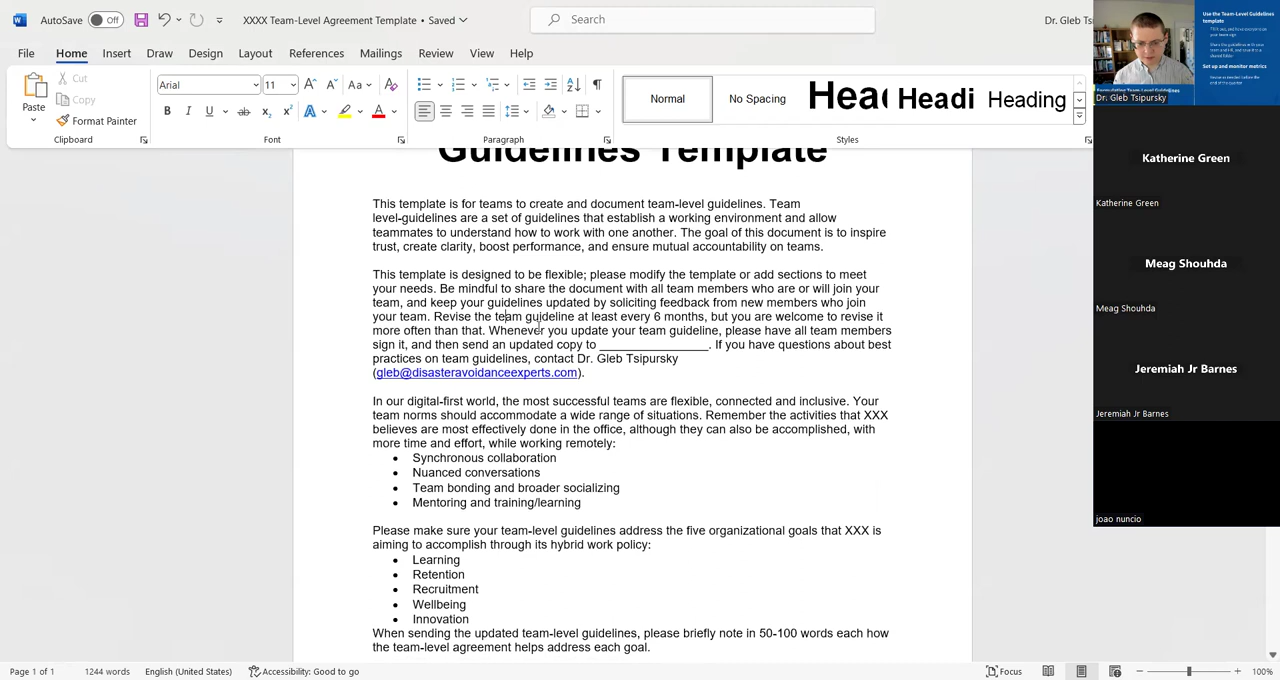 AutoSave
Off
XXXX Team-Level Agreement Template • Saved
Search
Dr. Gleb Tsi
File
Home
Insert
Draw
Design
Layout
References
Mailings
Review
View
Help
Paste
Cut
Copy
Format Painter
Clipboard
Arial
11
Font
Paragraph
Normal
No Spacing
Headi
Heading
Styles
Guidelines Template
This template is for teams to create and document team-level guidelines. Team
level-guidelines are a set of guidelines that establish a working environment and allow
teammates to understand how to work with one another. The goal of this document is to inspire
trust, create clarity, boost performance, and ensure mutual accountability on teams.
This template is designed to be flexible; please modify the template or add sections to meet
your needs. Be mindful to share the document with all team members who are or will join your
team, and keep your guidelines updated by soliciting feedback from new members who join
your team. Revise the team guideline at least every 6 months, but you are welcome to revise it
more often than that. Whenever you update your team guideline, please have all team members
sign it, and then send an updated copy to ________________. If you have questions about best
practices on team guidelines, contact Dr. Gleb Tsipursky
(gleb@disasteravoidanceexperts.com).
In our digital-first world, the most successful teams are flexible, connected and inclusive. Your
team norms should accommodate a wide range of situations. Remember the activities that XXX
believes are most effectively done in the office, although they can also be accomplished, with
more time and effort, while working remotely:
• Synchronous collaboration
• Nuanced conversations
• Team bonding and broader socializing
• Mentoring and training/learning
Please make sure your team-level guidelines address the five organizational goals that XXX is
aiming to accomplish through its hybrid work policy:
• Learning
• Retention
• Recruitment
• Wellbeing
• Innovation
When sending the updated team-level guidelines, please briefly note in 50-100 words each how
the team-level agreement helps address each goal.
Page 1 of 1
1244 words
English (United States)
Accessibility: Good to go
Focus
100%
Use the Team-Level Guidelines
template
Set up and monitor metrics
Dr. Gleb Tsipursky
Katherine Green
Katherine Green
Meag Shouhda
Meag Shouhda
Jeremiah Jr Barnes
Jeremiah Jr Barnes
joao nuncio